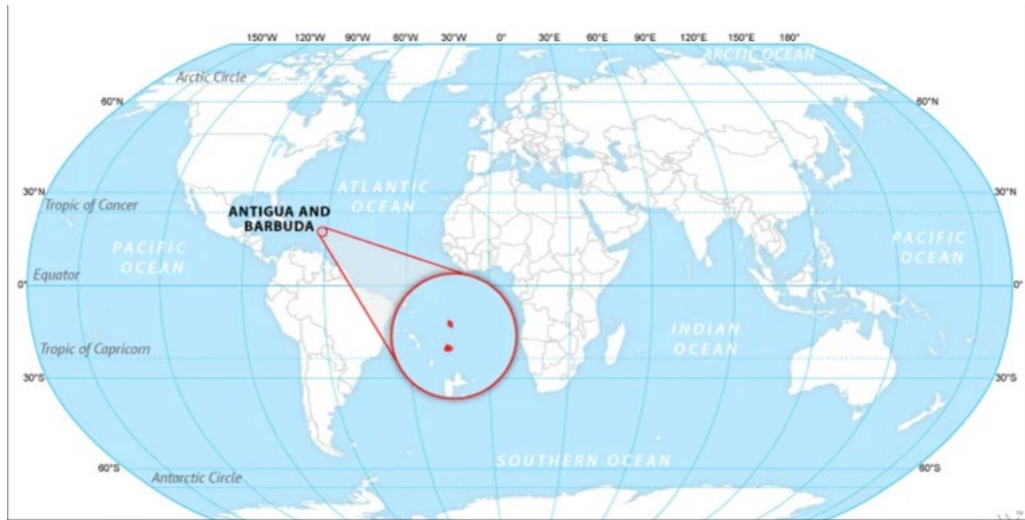 150°W 120°W 90°W 60°W 30°W 0° 30°E 60°E 90°E 120°E 150°E 180°
ARCTIC OCEAN
Arctic Circle
60°N 60°N
30°N 30°N
Tropic of Cancer
ATLANTIC
OCEAN
ANTIGUA AND
BARBUDA
PACIFIC
OCEAN
PACIFIC
OCEAN
Equator
0° 0°
INDIAN
OCEAN
Tropic of Capricorn
30°S 30°S
SOUTHERN OCEAN
60°S 60°S
Antarctic Circle